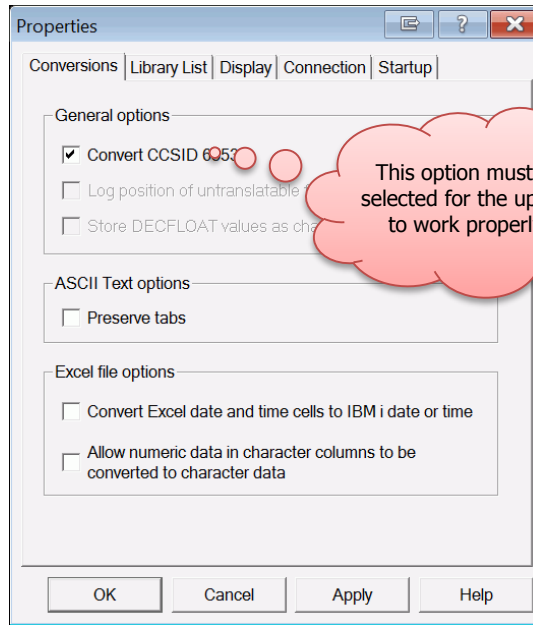 Properties
Conversions Library List Display Connection Startup
General options
Convert CCSID
This option must
selected for the up
to work properl
Log position of untranslatable
Store DECFLOAT values as cha
ASCII Text options
Preserve tabs
Excel file options
Convert Excel date and time cells to IBM i date or time
Allow numeric data in character columns to be
converted to character data
OK Cancel Apply Help